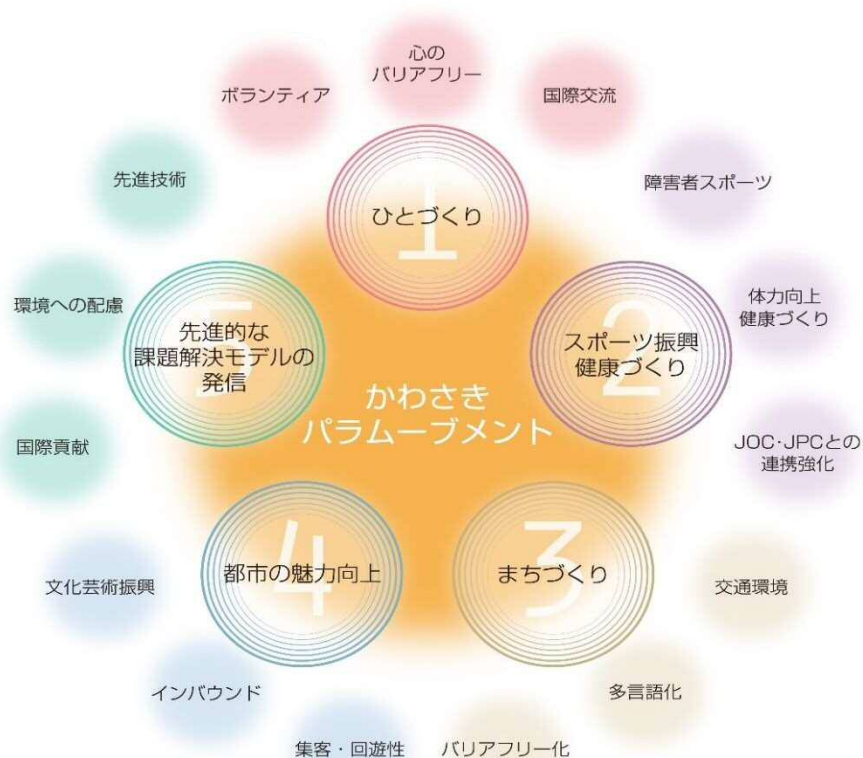 かわさき
パラムーブメント
1
ひとづくり
ボランティア
心の
バリアフリー
国際交流
2
スポーツ振興
健康づくり
障害者スポーツ
体力向上
健康づくり
JOC・JPCとの
連携強化
3
まちづくり
交通環境
多言語化
バリアフリー化
4
都市の魅力向上
集客・回遊性
インバウンド
文化芸術振興
5
先進的な
課題解決モデルの
発信
国際貢献
環境への配慮
先進技術